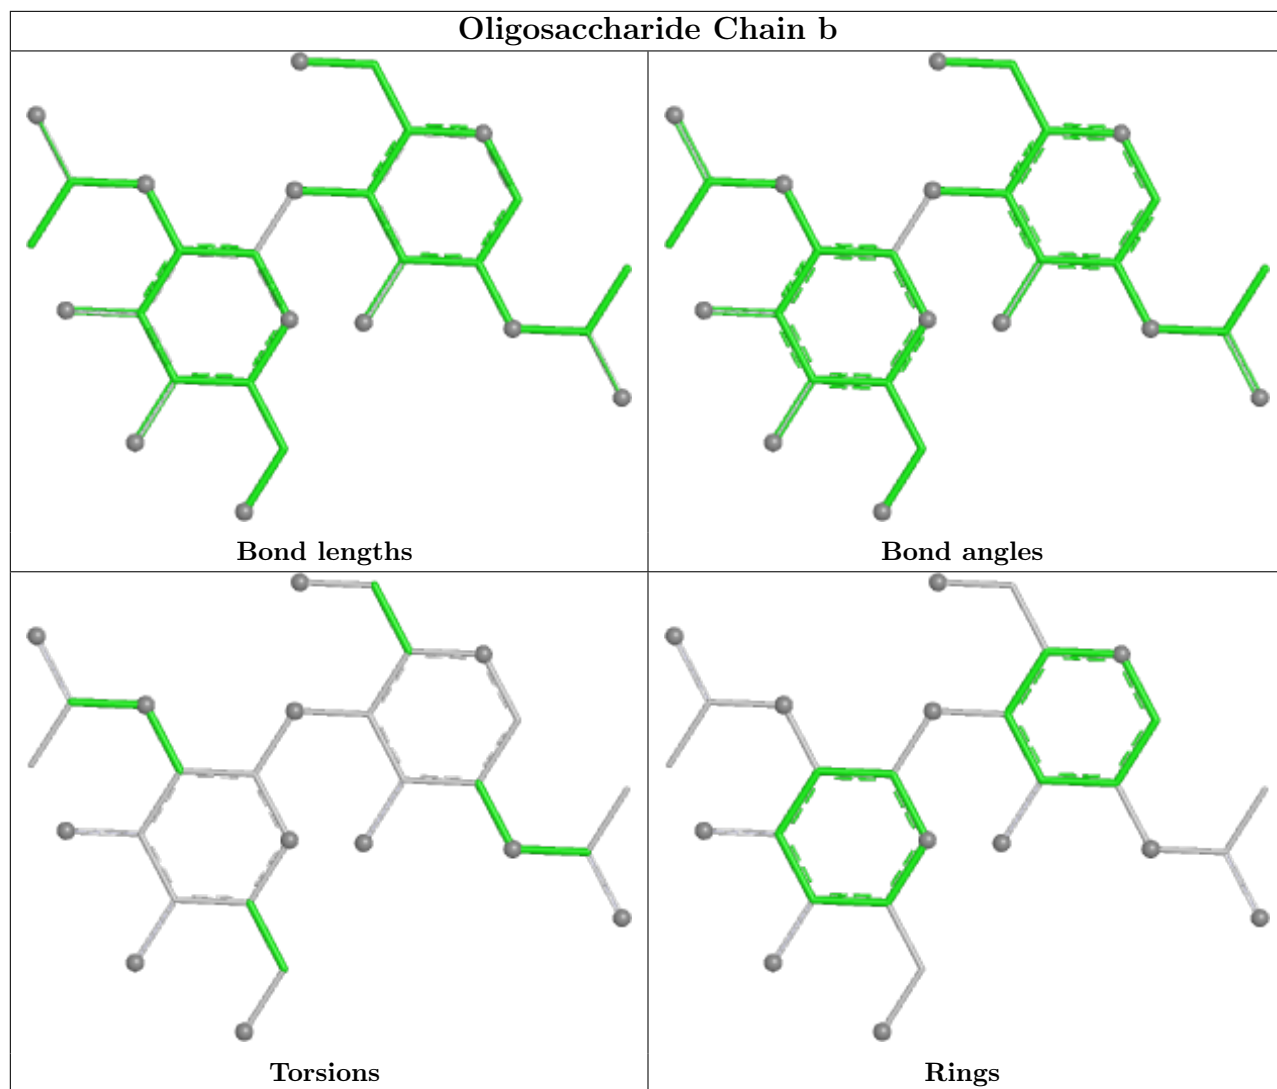 Oligosaccharide Chain b
Bond lengths
Bond angles
Torsions
Rings